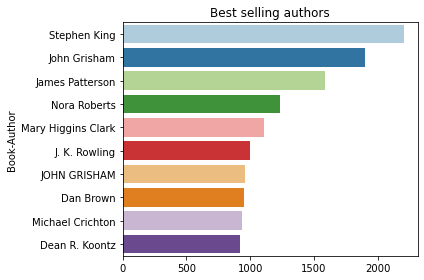 Best selling authors
Book-Author
Stephen King
John Grisham
James Patterson
Nora Roberts
Mary Higgins Clark
J. K. Rowling
JOHN GRISHAM
Dan Brown
Michael Crichton
Dean R. Koontz
0 500 1000 1500 2000